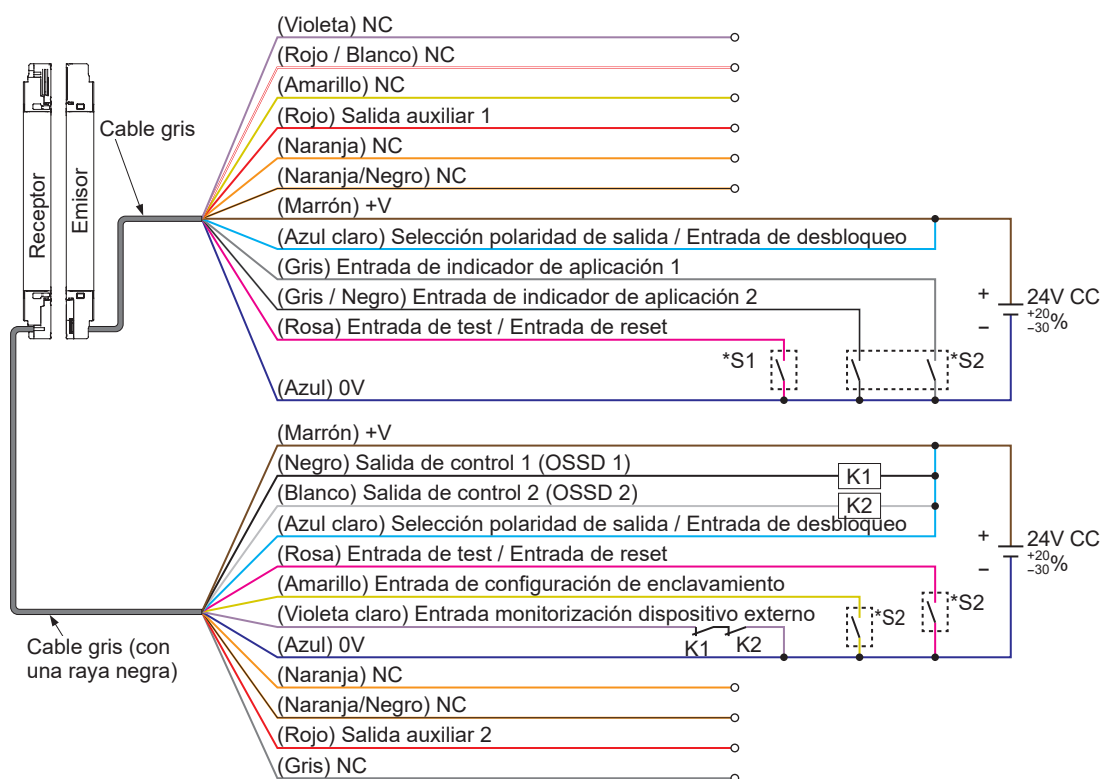 (Violeta) NC
(Rojo / Blanco) NC
(Amarillo) NC
(Rojo) Salida auxiliar 1
(Naranja) NC
(Naranja/Negro) NC
(Marrón) +V
(Azul claro) Selección polaridad de salida / Entrada de desbloqueo
(Gris) Entrada de indicador de aplicación 1
(Gris / Negro) Entrada de indicador de aplicación 2
(Rosa) Entrada de test / Entrada de reset
(Azul) 0V
Cable gris
Receptor
Emisor
*S1
*S2
+
−
24V CC
+20
−30%
(Marrón) +V
(Negro) Salida de control 1 (OSSD 1)
(Blanco) Salida de control 2 (OSSD 2)
(Azul claro) Selección polaridad de salida / Entrada de desbloqueo
(Rosa) Entrada de test / Entrada de reset
(Amarillo) Entrada de configuración de enclavamiento
(Violeta claro) Entrada monitorización dispositivo externo
(Azul) 0V
(Naranja) NC
(Naranja/Negro) NC
(Rojo) Salida auxiliar 2
(Gris) NC
K1
K2
K1
K2
*S2
*S2
+
−
24V CC
+20
−30%
Cable gris (con
una raya negra)